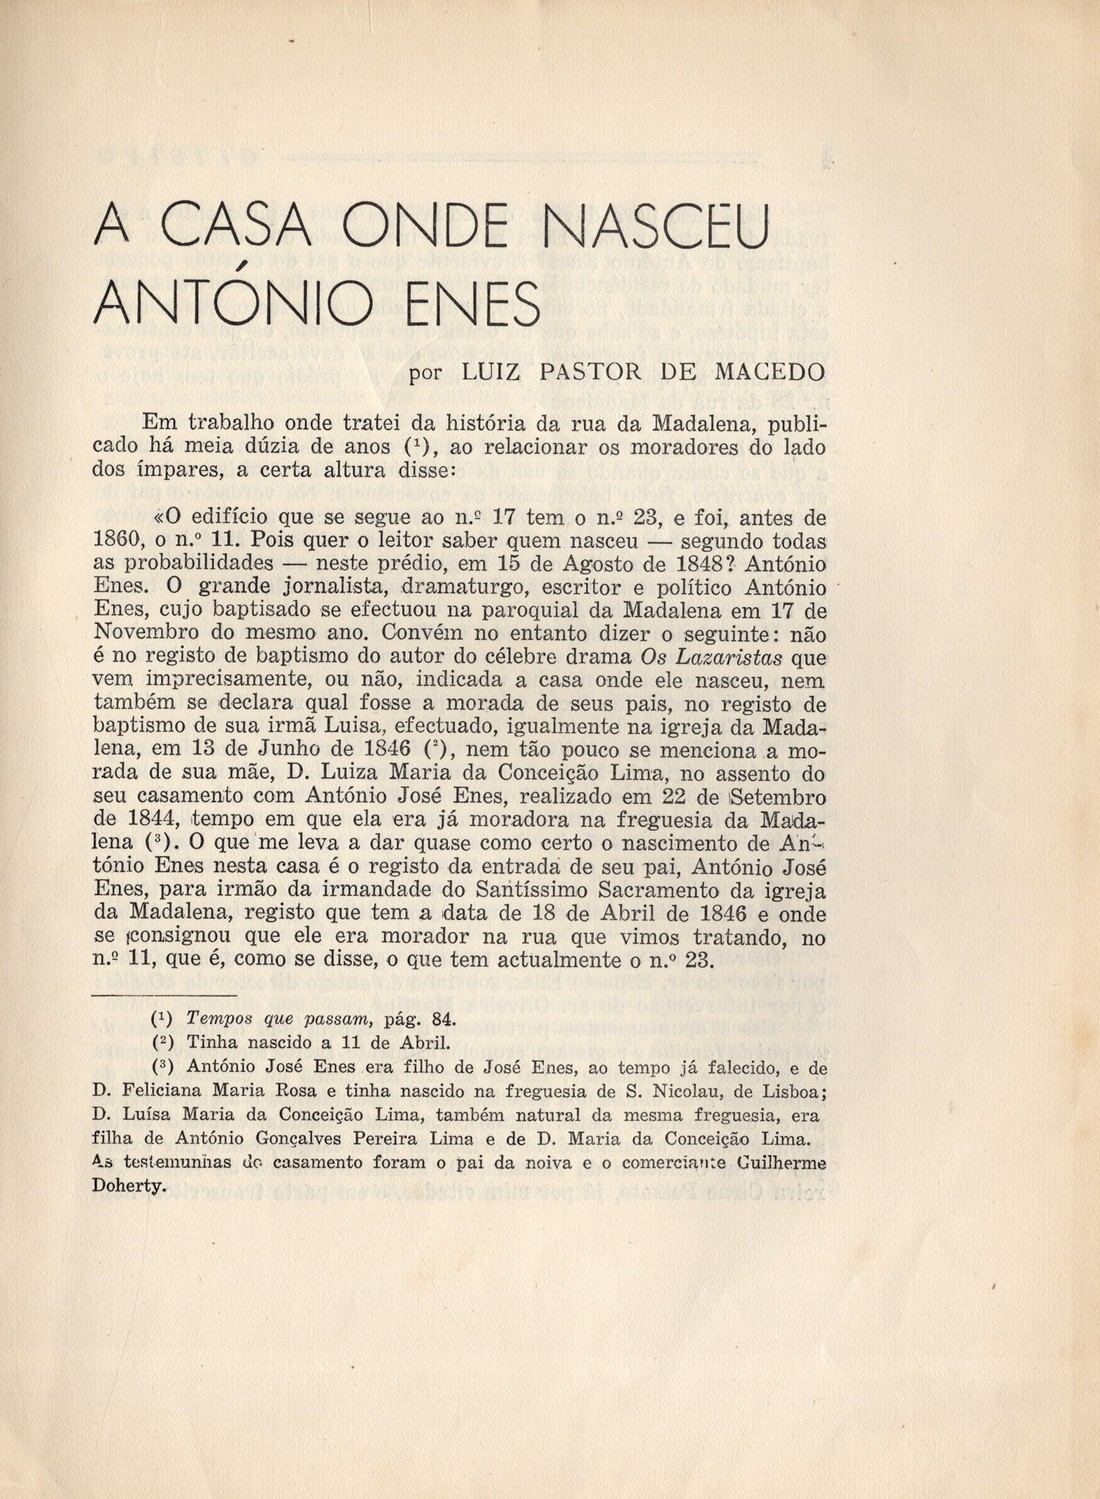 A CASA ONDE NASCEU
ANTÓNIO ENES
por LUIZ PASTOR DE MACEDO
Em trabalho onde tratei da história da rua da Madalena, publi-
cado há meia dúzia de anos (¹), ao relacionar os moradores do lado
dos ímpares, a certa altura disse:
«O edifício que se segue ao n.º 17 tem o n.º 23, e foi, antes de
1860, o n.º 11. Pois quer o leitor saber quem nasceu — segundo todas
as probabilidades — neste prédio, em 15 de Agosto de 1848? António
Enes. O grande jornalista, dramaturgo, escritor e político António
Enes, cujo baptisado se efectuou na paroquial da Madalena em 17 de
Novembro do mesmo ano. Convém no entanto dizer o seguinte: não
é no registo de baptismo do autor do célebre drama Os Lazaristas que
vem imprecisamente, ou não, indicada a casa onde ele nasceu, nem
também se declara qual fosse a morada de seus pais, no registo de
baptismo de sua irmã Luisa, efectuado, igualmente na igreja da Mada-
lena, em 13 de Junho de 1846 (²), nem tão pouco se menciona a mo-
rada de sua mãe, D. Luiza Maria da Conceição Lima, no assento do
seu casamento com António José Enes, realizado em 22 de Setembro
de 1844, tempo em que ela era já moradora na freguesia da Mada-
lena (³). O que me leva a dar quase como certo o nascimento de An-
tónio Enes nesta casa é o registo da entrada de seu pai, António José
Enes, para irmão da irmandade do Santíssimo Sacramento da igreja
da Madalena, registo que tem a data de 18 de Abril de 1846 e onde
se consignou que ele era morador na rua que vimos tratando, no
n.º 11, que é, como se disse, o que tem actualmente o n.º 23.
(¹) Tempos que passam, pág. 84.
(²) Tinha nascido a 11 de Abril.
(³) António José Enes era filho de José Enes, ao tempo já falecido, e de
D. Feliciana Maria Rosa e tinha nascido na freguesia de S. Nicolau, de Lisboa;
D. Luísa Maria da Conceição Lima, também natural da mesma freguesia, era
filha de António Gonçalves Pereira Lima e de D. Maria da Conceição Lima.
As testemunhas do casamento foram o pai da noiva e o comerciante Guilherme
Doherty.